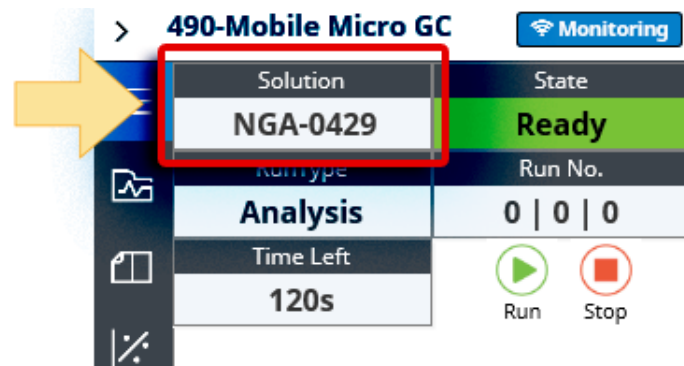 490-Mobile Micro GC
Monitoring
Solution
State
NGA-0429
Ready
RunType
Run No.
Analysis
0 | 0 | 0
Time Left
120s
Run
Stop